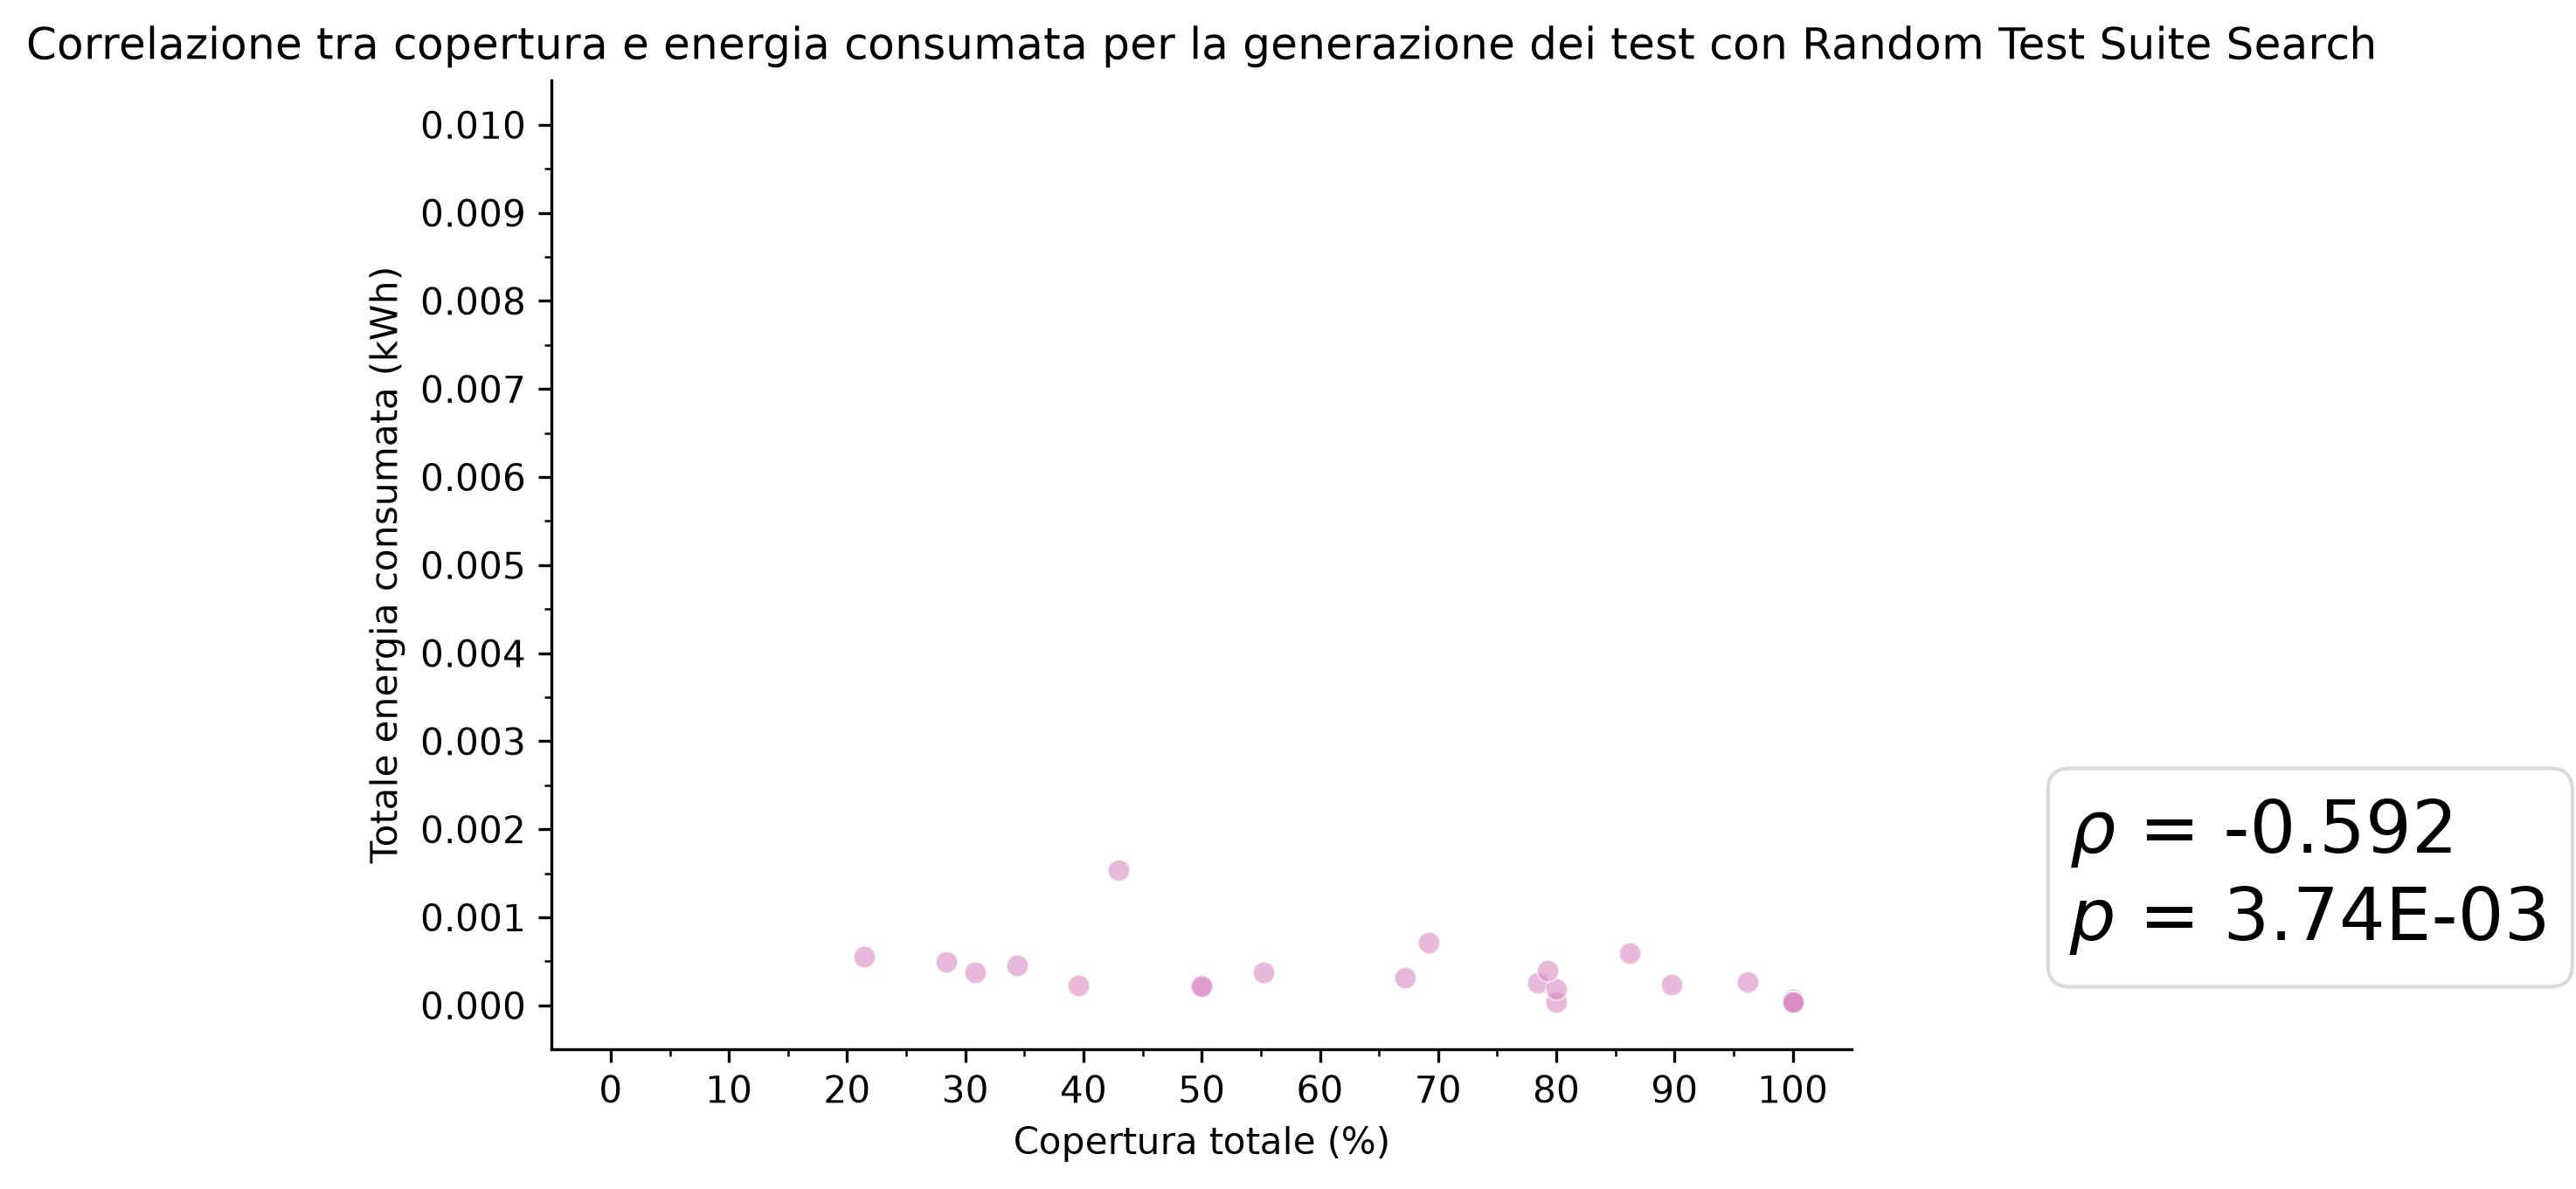 Correlazione tra copertura e energia consumata per la generazione dei test con Random Test Suite Search
Totale energia consumata (kWh)
0.010
0.009
0.008
0.007
0.006
0.005
0.004
0.003
0.002
0.001
0.000
0 10 20 30 40 50 60 70 80 90 100
Copertura totale (%)
ρ = -0.592
p = 3.74E-03